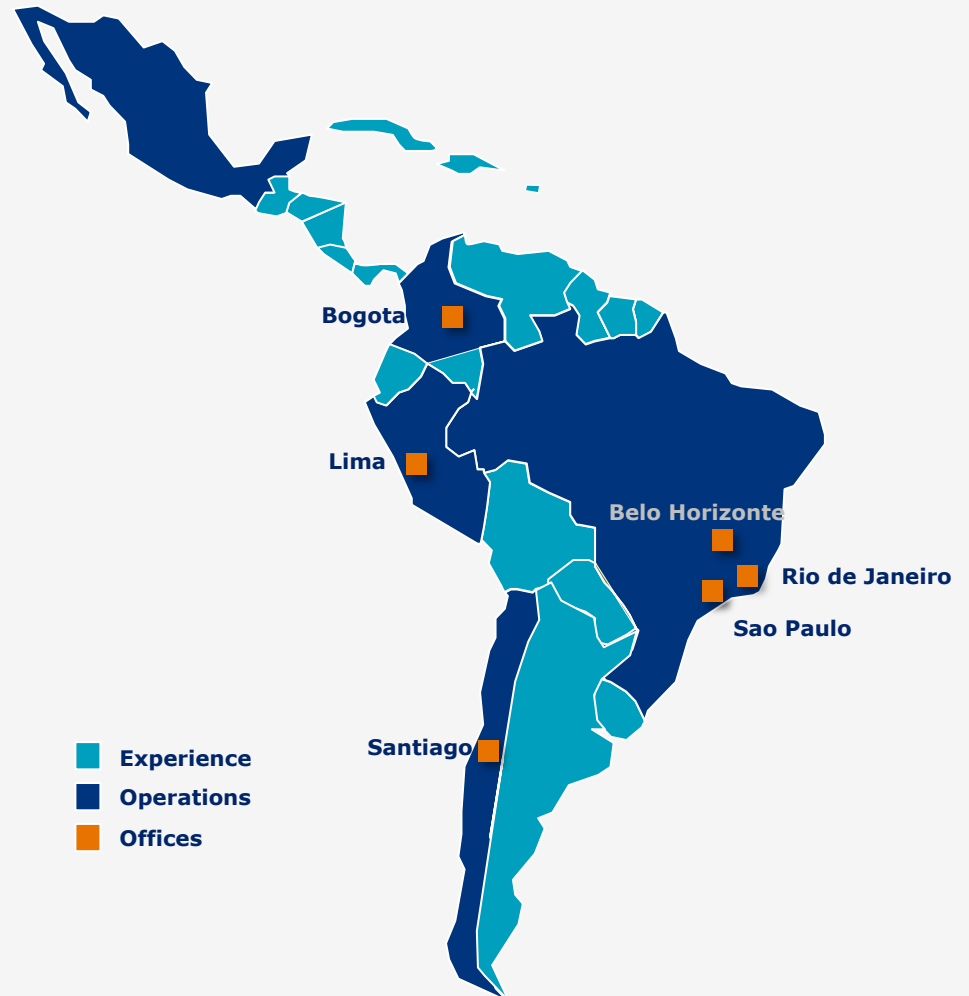 Bogota
Lima
Belo Horizonte
Rio de Janeiro
Sao Paulo
Santiago
Experience
Operations
Offices